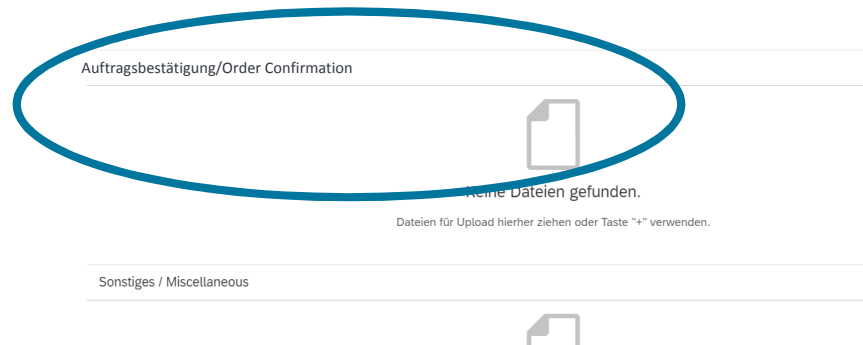 Auftragsbestätigung/Order Confirmation
Keine Dateien gefunden.
Dateien für Upload hierher ziehen oder Taste "+" verwenden.
Sonstiges / Miscellaneous